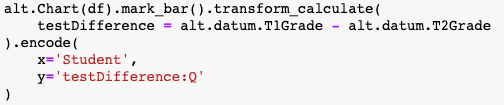 alt.Chart(df).mark_bar().transform_calculate(
    testDifference = alt.datum.T1Grade - alt.datum.T2Grade
).encode(
    x='Student',
    y='testDifference:Q'
)